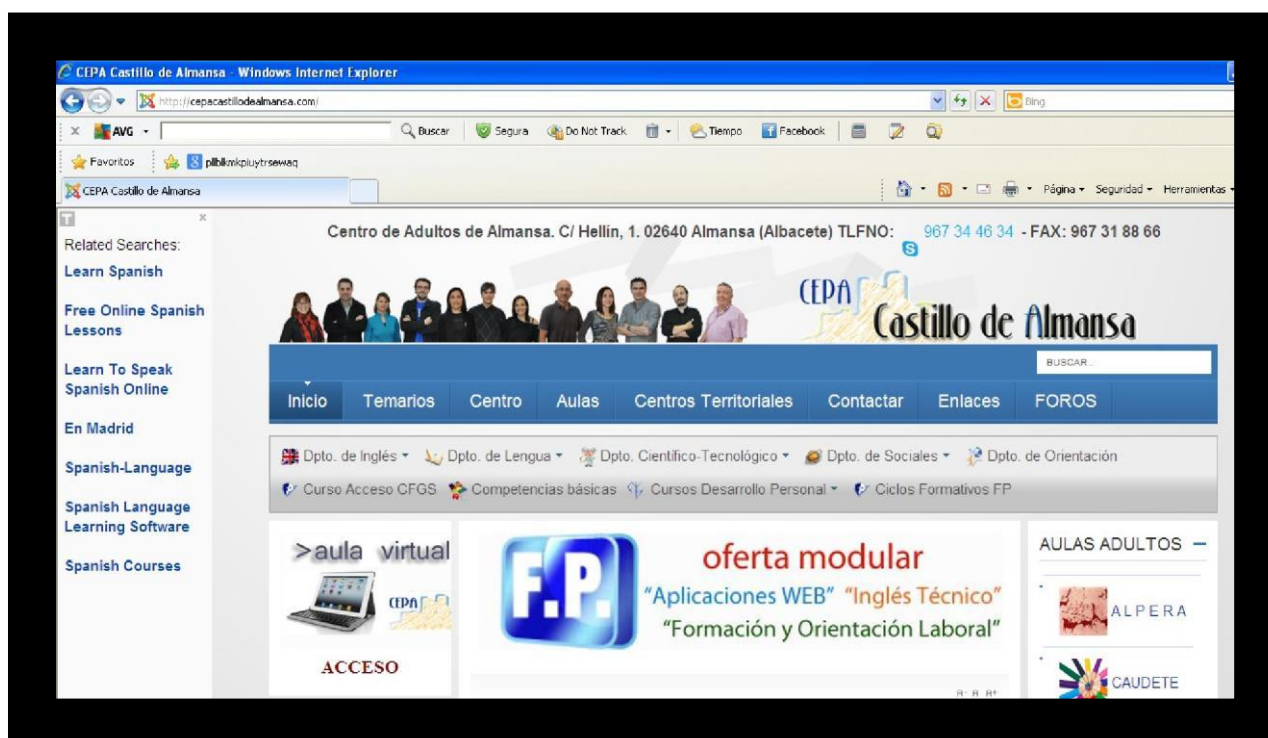 CEPA Castillo de Almansa - Windows Internet Explorer
http://cepacastillodealmansa.com/
Bing
x AVG
Buscar
Segura
Do Not Track
Tiempo
Facebook
Favoritos
CEPA Castillo de Almansa
Página
Seguridad
Herramientas
T
x
Related Searches:
Learn Spanish
Free Online Spanish
Lessons
Learn To Speak
Spanish Online
En Madrid
Spanish-Language
Spanish Language
Learning Software
Spanish Courses
Centro de Adultos de Almansa. C/ Hellín, 1. 02640 Almansa (Albacete) TLFNO: 967 34 46 34 - FAX: 967 31 88 66
CEPA
Castillo de Almansa
BUSCAR...
Inicio Temarios Centro Aulas Centros Territoriales Contactar Enlaces FOROS
Dpto. de Inglés Dpto. de Lengua Dpto. Científico-Tecnológico Dpto. de Sociales Dpto. de Orientación
Curso Acceso CFGS Competencias básicas Cursos Desarrollo Personal Ciclos Formativos FP
>aula virtual
CEPA
ACCESO
F.P.
oferta modular
"Aplicaciones WEB" "Inglés Técnico"
"Formación y Orientación Laboral"
AULAS ADULTOS
ALPERA
CAUDETE